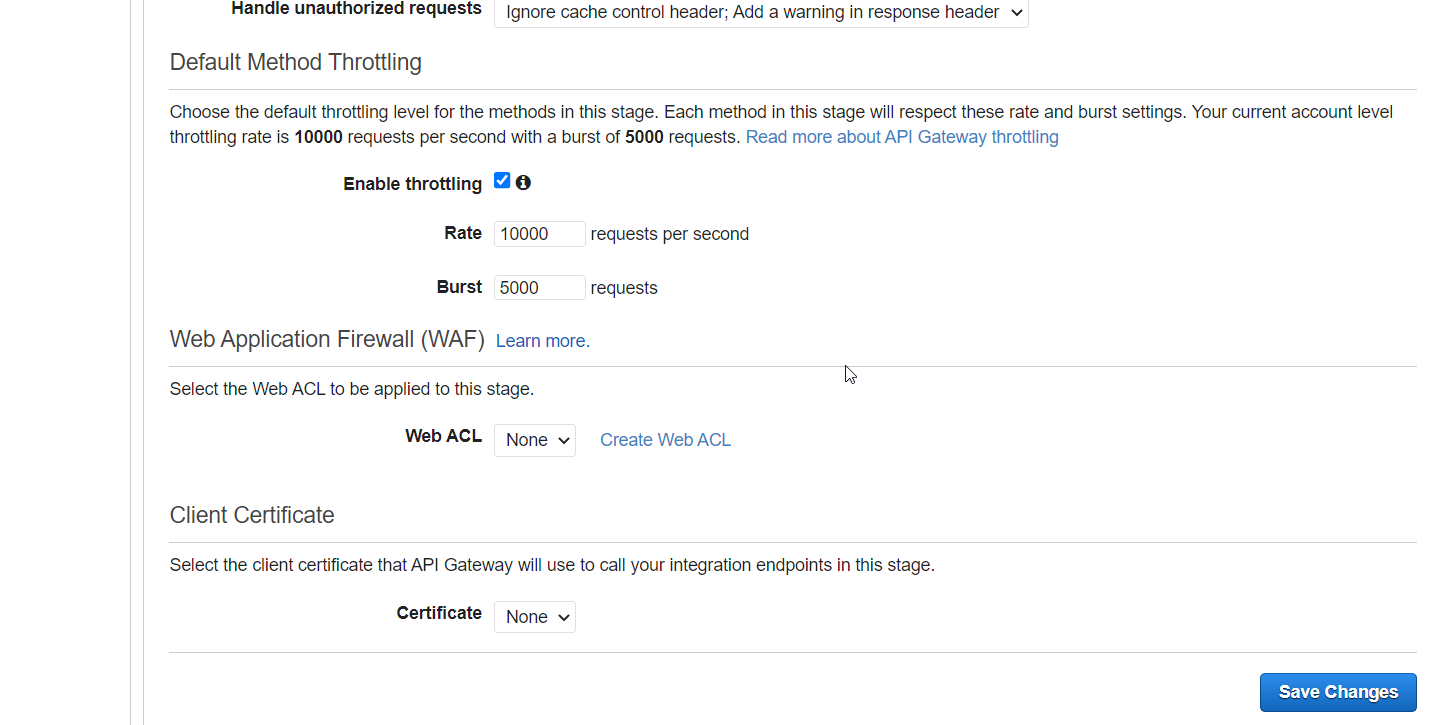 Handle unauthorized requests Ignore cache control header; Add a warning in response header
Default Method Throttling
Choose the default throttling level for the methods in this stage. Each method in this stage will respect these rate and burst settings. Your current account level
throttling rate is 10000 requests per second with a burst of 5000 requests. Read more about API Gateway throttling
Enable throttling
Rate 10000 requests per second
Burst 5000 requests
Web Application Firewall (WAF) Learn more.
Select the Web ACL to be applied to this stage.
Web ACL None Create Web ACL
Client Certificate
Select the client certificate that API Gateway will use to call your integration endpoints in this stage.
Certificate None
Save Changes